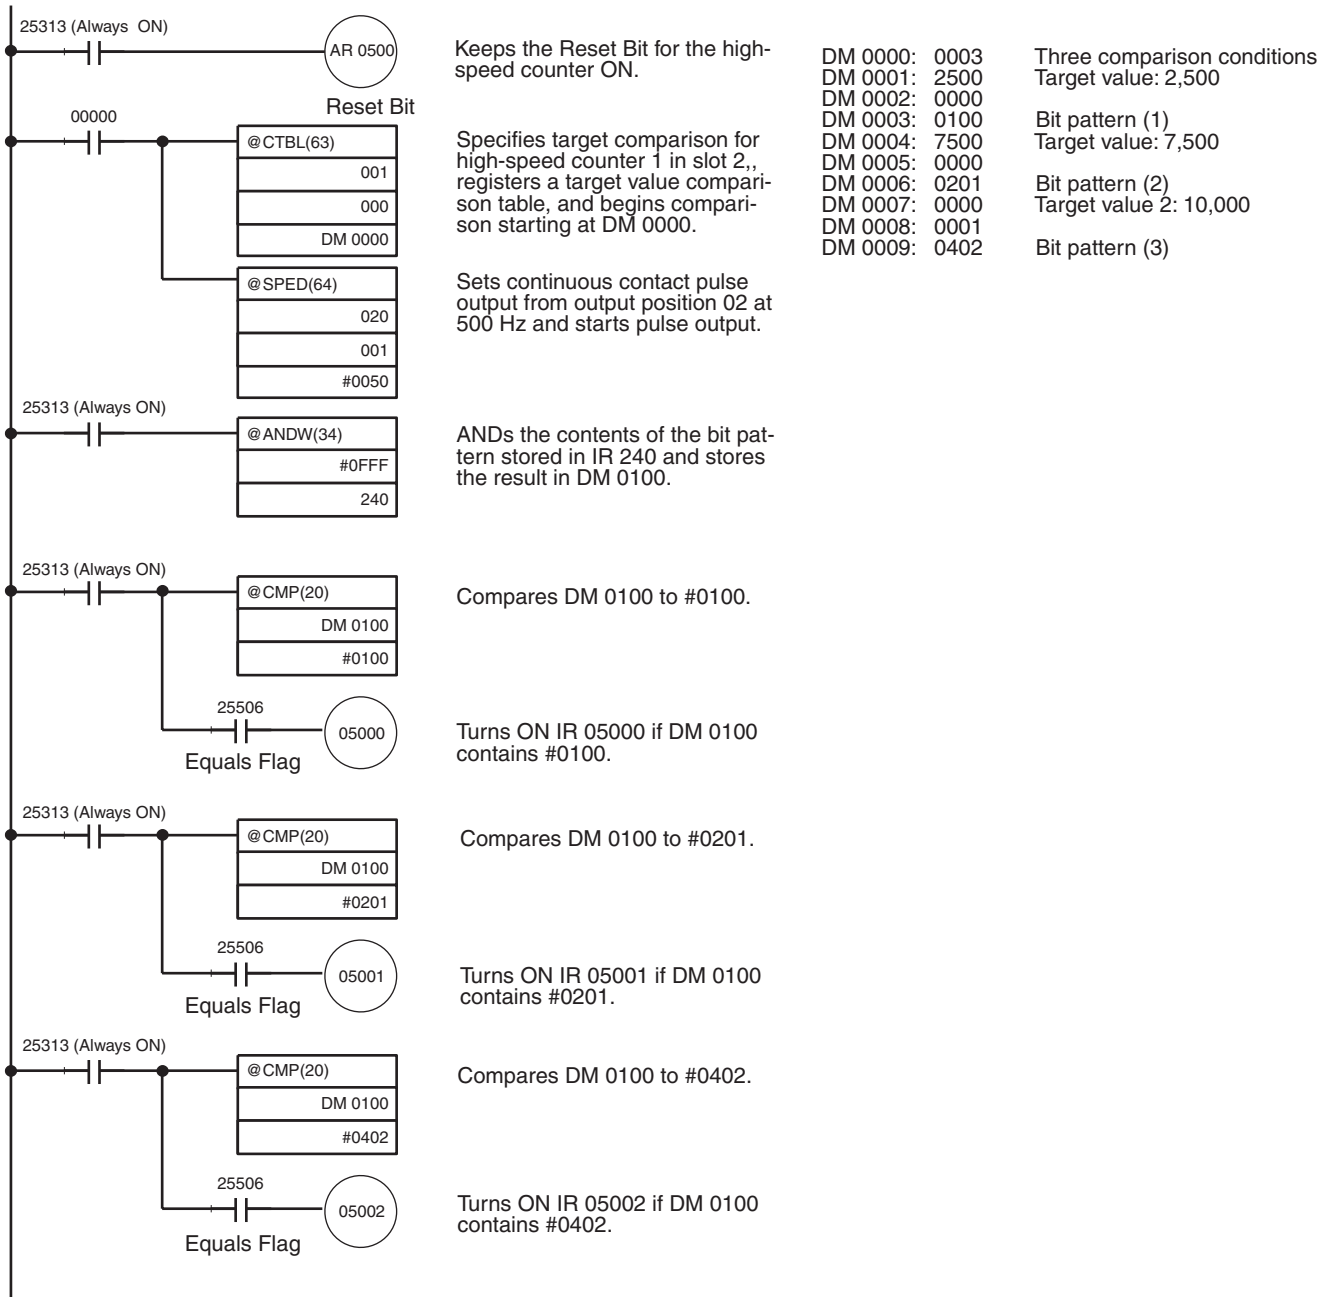 25313 (Always  ON)
AR 0500
Reset Bit
Keeps the Reset Bit for the high-
speed counter ON.
DM 0000: 0003 Three comparison conditions
DM 0001: 2500 Target value: 2,500
DM 0002: 0000
DM 0003: 0100 Bit pattern (1)
DM 0004: 7500 Target value: 7,500
DM 0005: 0000
DM 0006: 0201 Bit pattern (2)
DM 0007: 0000 Target value 2: 10,000
DM 0008: 0001
DM 0009: 0402 Bit pattern (3)
00000
@CTBL(63)
001
000
DM 0000
Specifies target comparison for
high-speed counter 1 in slot 2,,
registers a target value compari-
son table, and begins compari-
son starting at DM 0000.
@SPED(64)
020
001
#0050
Sets continuous contact pulse
output from output position 02 at
500 Hz and starts pulse output.
25313 (Always ON)
@ANDW(34)
#0FFF
240
ANDs the contents of the bit pat-
tern stored in IR 240 and stores
the result in DM 0100.
25313 (Always ON)
@CMP(20)
DM 0100
#0100
Compares DM 0100 to #0100.
25506
Equals Flag
05000
Turns ON IR 05000 if DM 0100
contains #0100.
25313 (Always ON)
@CMP(20)
DM 0100
#0201
Compares DM 0100 to #0201.
25506
Equals Flag
05001
Turns ON IR 05001 if DM 0100
contains #0201.
25313 (Always ON)
@CMP(20)
DM 0100
#0402
Compares DM 0100 to #0402.
25506
Equals Flag
05002
Turns ON IR 05002 if DM 0100
contains #0402.